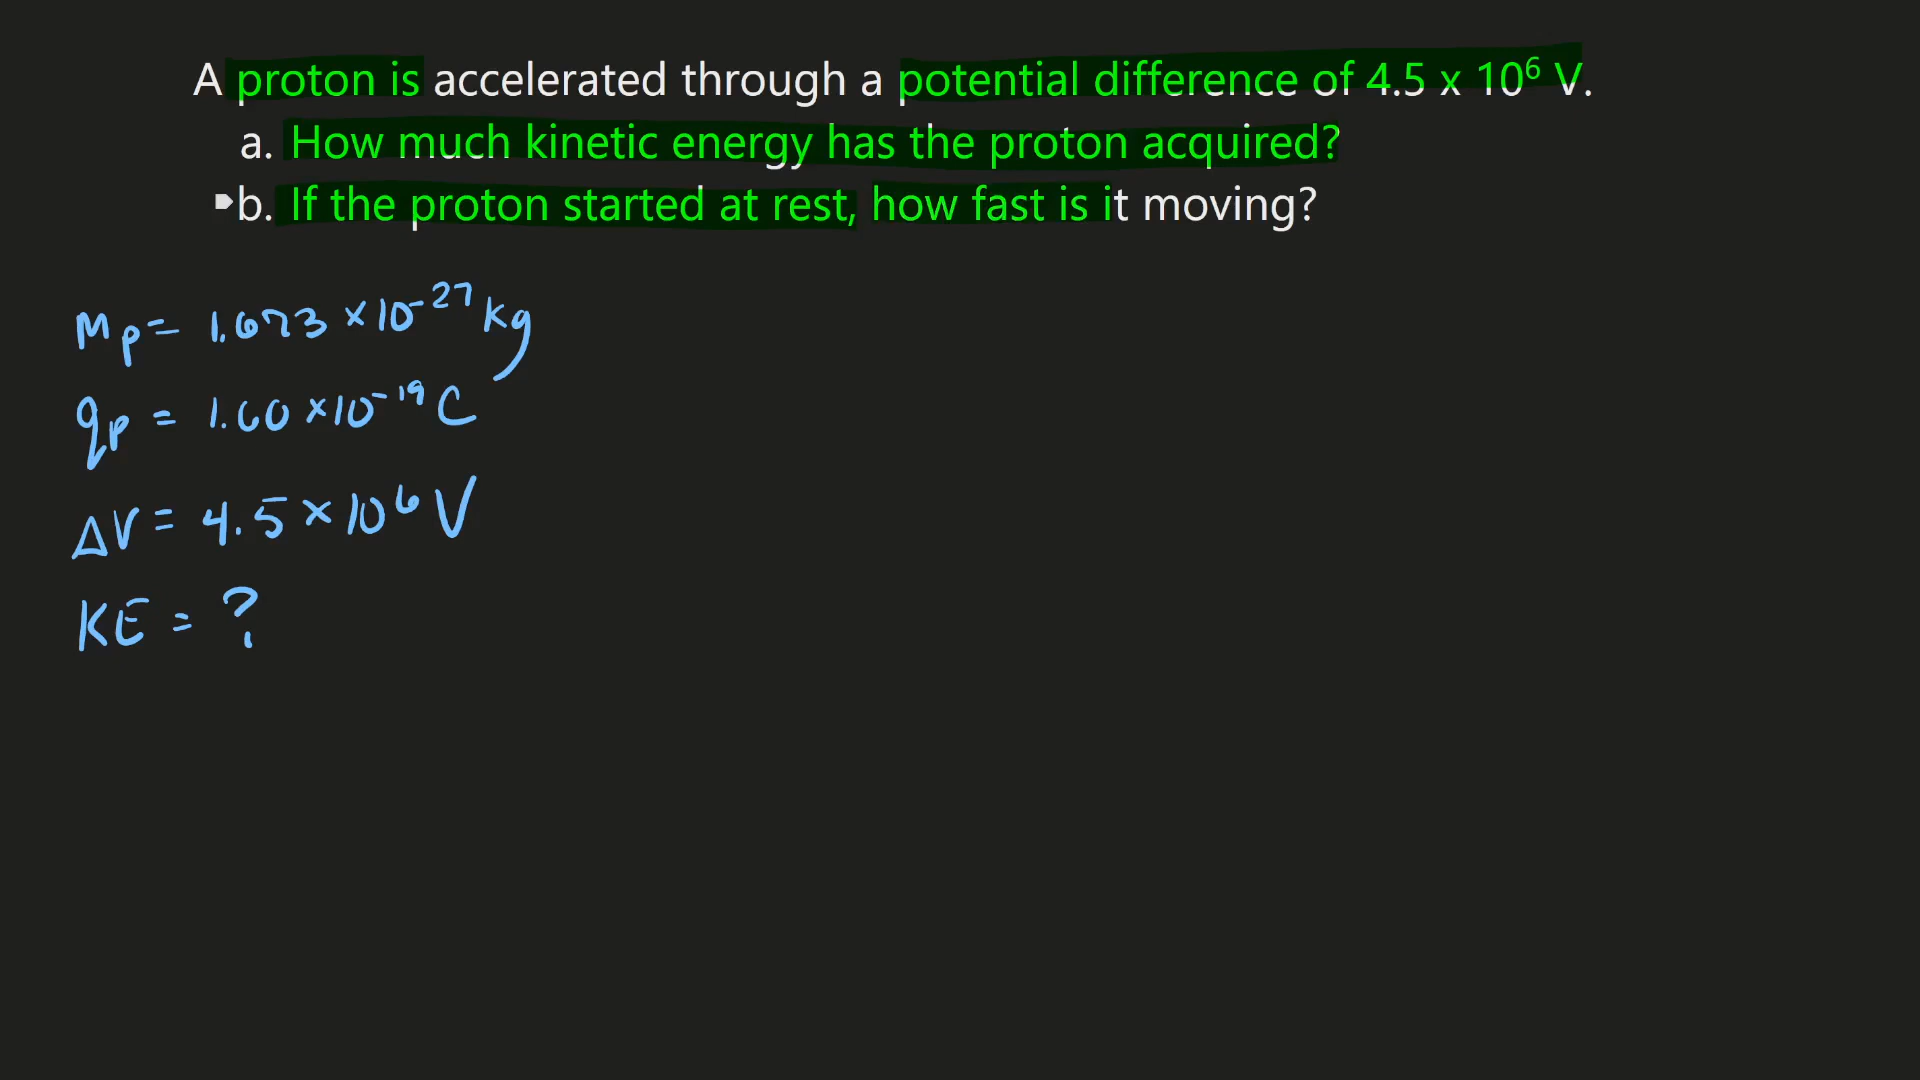 A proton is accelerated through a potential difference of 4.5 x 10⁶ V.
a. How much kinetic energy has the proton acquired?
b. If the proton started at rest, how fast is it moving?
mp = 1.673 ×10⁻²⁷ kg
qp = 1.60 ×10⁻¹⁹ C
ΔV = 4.5 × 10⁶ V
KE = ?